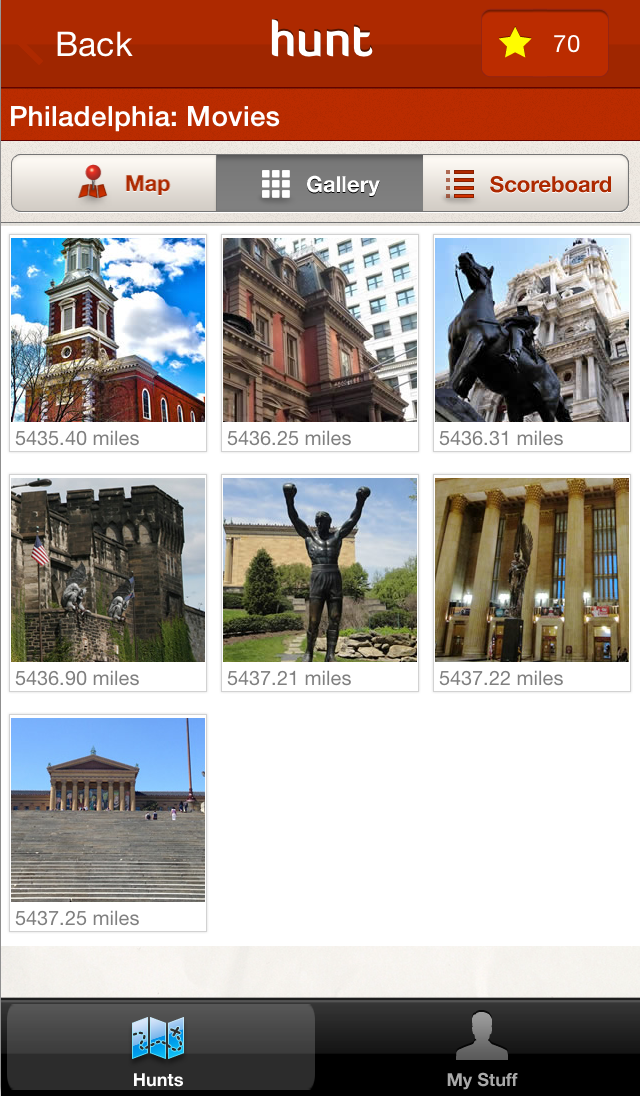 Back
hunt
70
Philadelphia: Movies
Map
Gallery
Scoreboard
5435.40 miles
5436.25 miles
5436.31 miles
5436.90 miles
5437.21 miles
5437.22 miles
5437.25 miles
Hunts
My Stuff